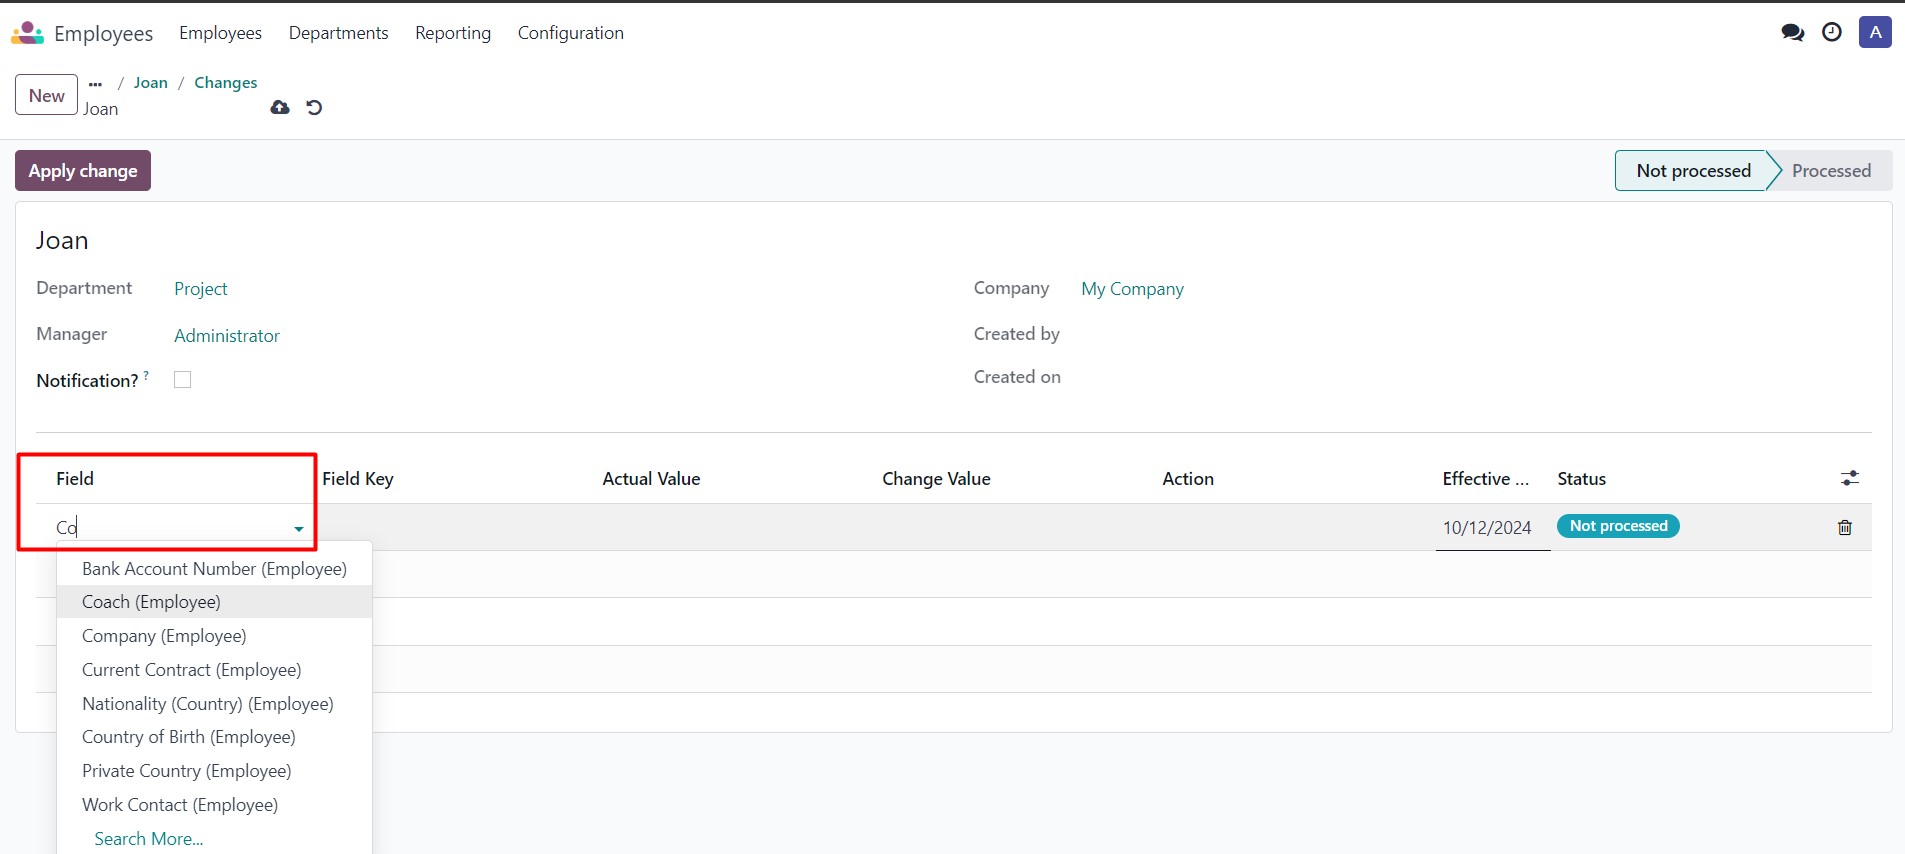 Employees Employees Departments Reporting Configuration A
New ... / Joan / Changes
Joan
Apply change Not processed Processed
Joan
Department Project Company My Company
Manager Administrator Created by
Notification? ? Created on
Field Field Key Actual Value Change Value Action Effective ... Status
Co 10/12/2024 Not processed
Bank Account Number (Employee)
Coach (Employee)
Company (Employee)
Current Contract (Employee)
Nationality (Country) (Employee)
Country of Birth (Employee)
Private Country (Employee)
Work Contact (Employee)
Search More...